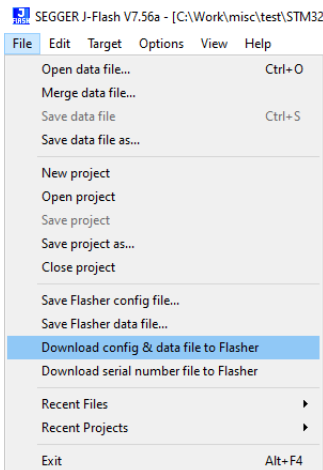 J FLASH SEGGER J-Flash V7.56a - [C:\Work\misc\test\STM32
File Edit Target Options View Help
Open data file... Ctrl+O
Merge data file...
Save data file Ctrl+S
Save data file as...
New project
Open project
Save project
Save project as...
Close project
Save Flasher config file...
Save Flasher data file...
Download config & data file to Flasher
Download serial number file to Flasher
Recent Files
Recent Projects
Exit Alt+F4